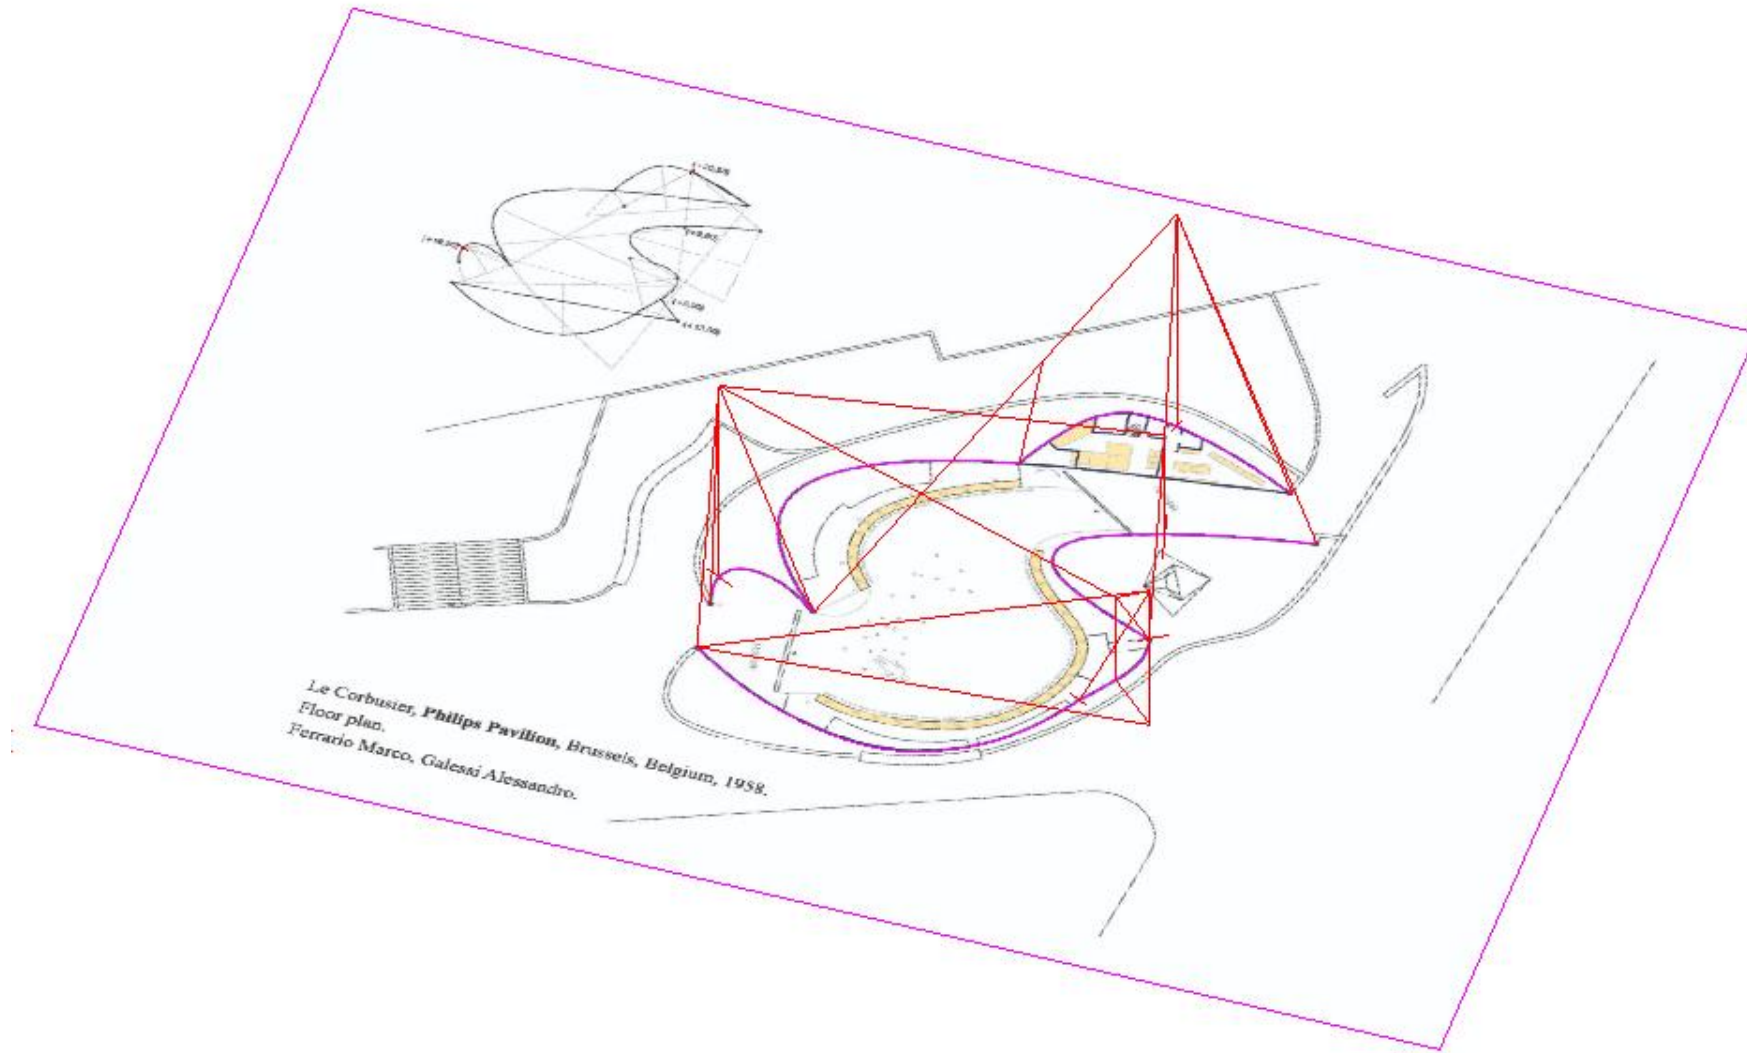 Le Corbusier, Philips Pavilion, Brussels, Belgium, 1958.
Floor plan.
Ferrario Marco, Galessi Alessandro.